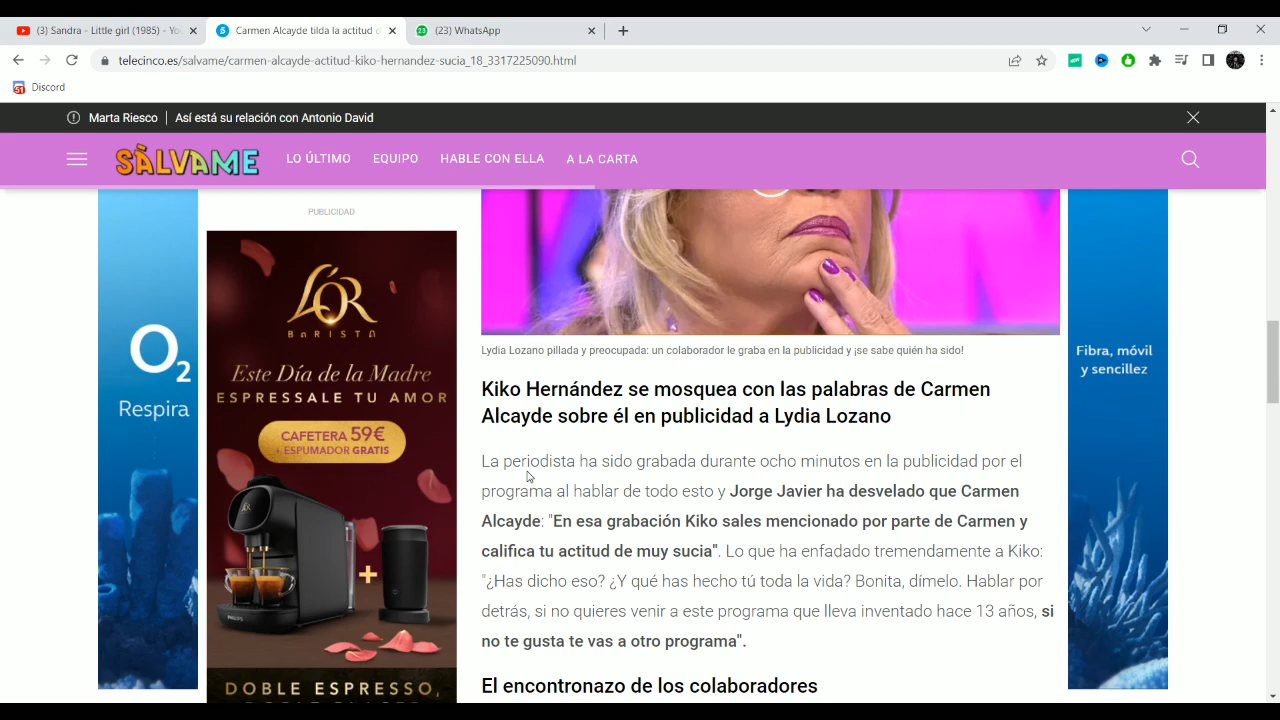 (3) Sandra - Little girl (1985) - Yo
Carmen Alcayde tilda la actitud d
(23) WhatsApp
telecinco.es/salvame/carmen-alcayde-actitud-kiko-hernandez-sucia_18_3317225090.html
Discord
Marta Riesco | Así está su relación con Antonio David
SÀLVAME
LO ÚLTIMO
EQUIPO
HABLE CON ELLA
A LA CARTA
PUBLICIDAD
L'OR
BARISTA
Este Día de la Madre
ESPRESSALE TU AMOR
CAFETERA 59€
+ ESPUMADOR GRATIS
L'OR
+
PHILIPS
DOBLE ESPRESSO,
O2
Respira
Lydia Lozano pillada y preocupada: un colaborador le graba en la publicidad y ¡se sabe quién ha sido!
Kiko Hernández se mosquea con las palabras de Carmen
Alcayde sobre él en publicidad a Lydia Lozano
La periodista ha sido grabada durante ocho minutos en la publicidad por el
programa al hablar de todo esto y Jorge Javier ha desvelado que Carmen
Alcayde: "En esa grabación Kiko sales mencionado por parte de Carmen y
califica tu actitud de muy sucia". Lo que ha enfadado tremendamente a Kiko:
"¿Has dicho eso? ¿Y qué has hecho tú toda la vida? Bonita, dímelo. Hablar por
detrás, si no quieres venir a este programa que lleva inventado hace 13 años, si
no te gusta te vas a otro programa".
El encontronazo de los colaboradores
Fibra, móvil
y sencillez